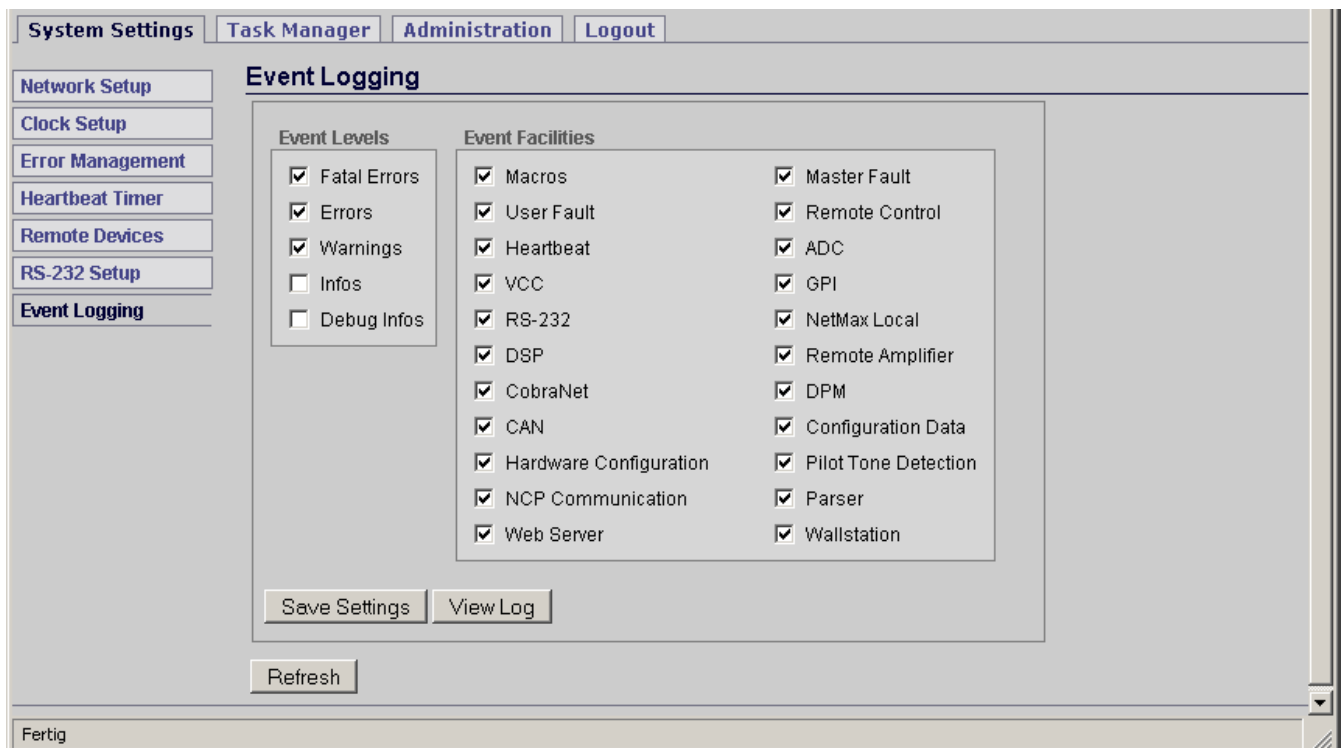 System Settings Task Manager Administration Logout
Network Setup
Clock Setup
Error Management
Heartbeat Timer
Remote Devices
RS-232 Setup
Event Logging
Event Logging
Event Levels
Fatal Errors
Errors
Warnings
Infos
Debug Infos
Event Facilities
Macros Master Fault
User Fault Remote Control
Heartbeat ADC
VCC GPI
RS-232 NetMax Local
DSP Remote Amplifier
CobraNet DPM
CAN Configuration Data
Hardware Configuration Pilot Tone Detection
NCP Communication Parser
Web Server Wallstation
Save Settings View Log
Refresh
Fertig